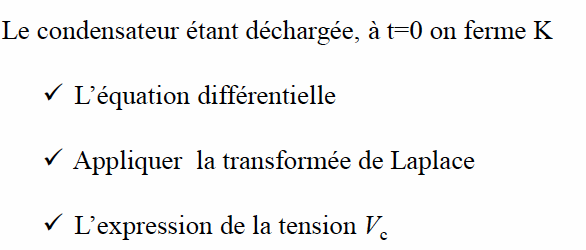 Le condensateur étant déchargée, à t=0 on ferme K
✓ L’équation différentielle
✓ Appliquer la transformée de Laplace
✓ L’expression de la tension Vc